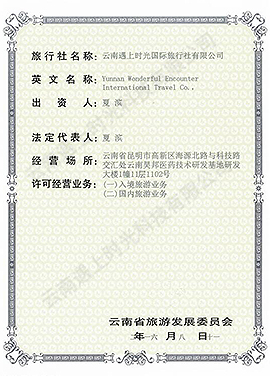 旅行社名称：云南遇上时光国际旅行社有限公司
英文名称：Yunnan Wonderful Encounter
International Travel Co.,
出资人：夏滨
法定代表人：夏滨
经营场所：云南省昆明市高新区海源北路与科技路
交汇处云南昊邦医药技术研发基地研发
大楼1幢11层1102号
许可经营业务：(一)入境旅游业务
(二)国内旅游业务
云南省旅游发展委员会
年一六月八日